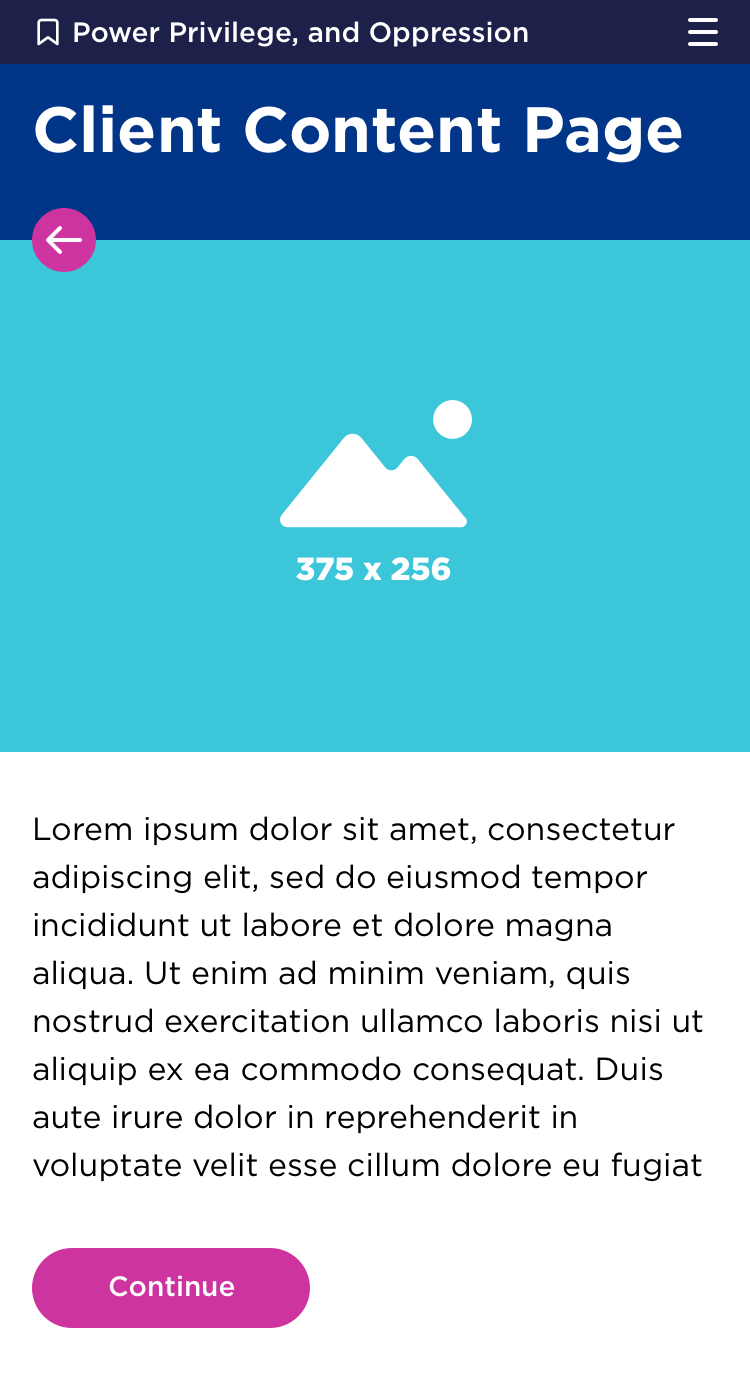 Power Privilege, and Oppression
Client Content Page
375 x 256
Lorem ipsum dolor sit amet, consectetur
adipiscing elit, sed do eiusmod tempor
incididunt ut labore et dolore magna
aliqua. Ut enim ad minim veniam, quis
nostrud exercitation ullamco laboris nisi ut
aliquip ex ea commodo consequat. Duis
aute irure dolor in reprehenderit in
voluptate velit esse cillum dolore eu fugiat
Continue